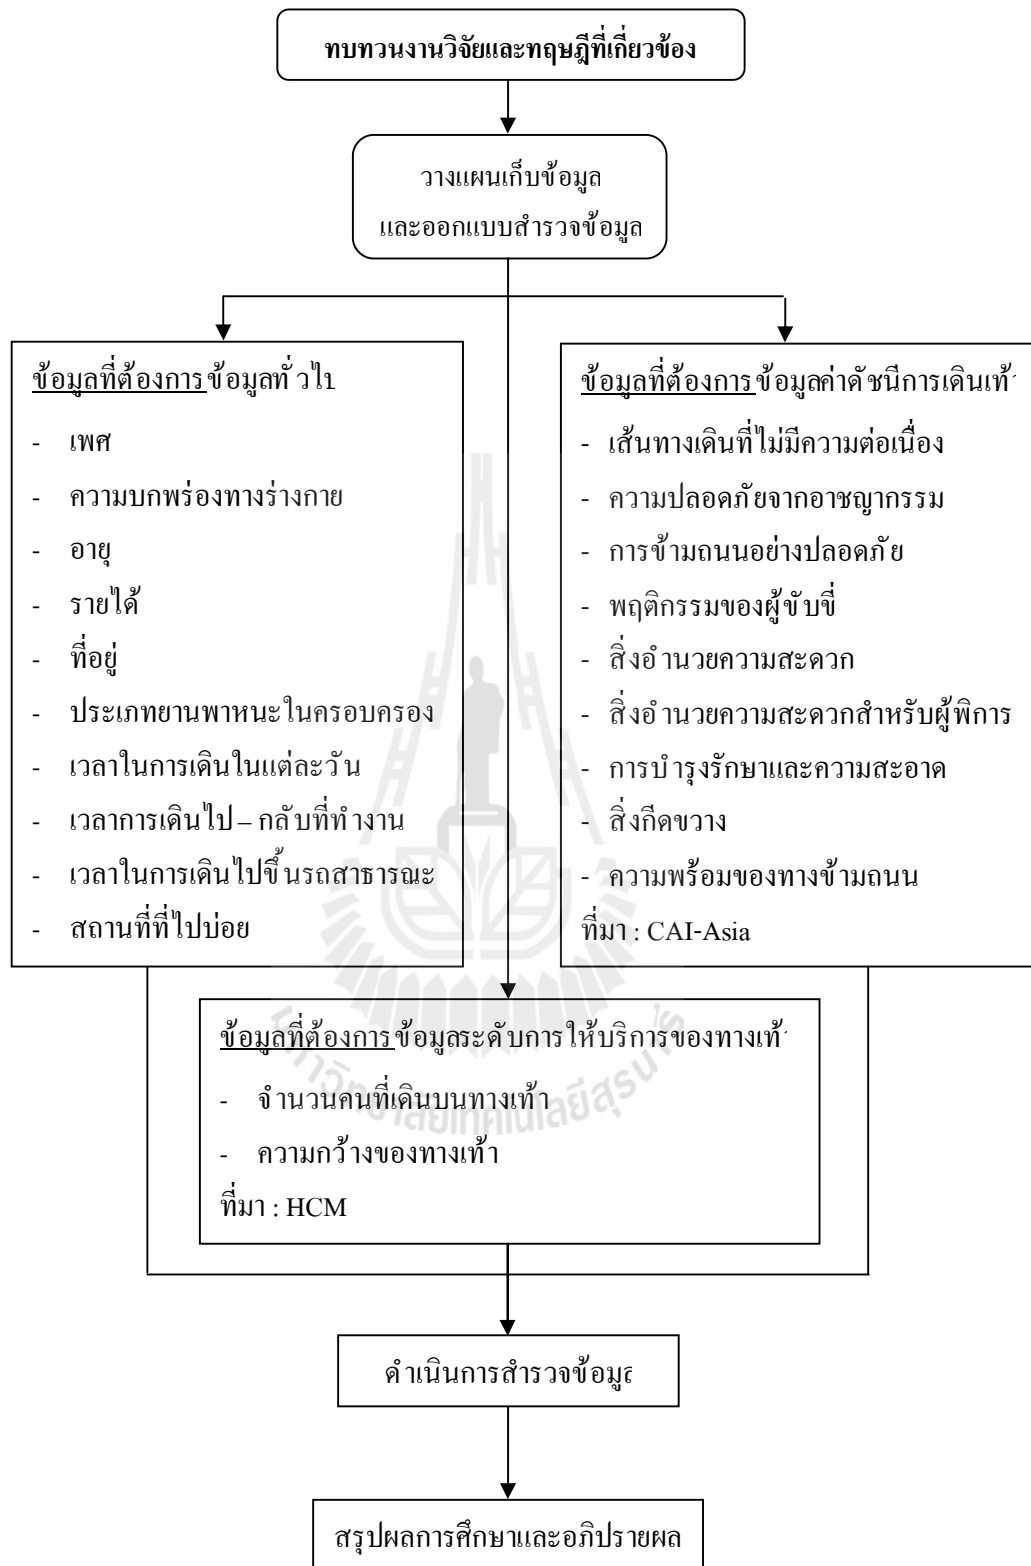 ทบทวนงานวิจัยและทฤษฎีที่เกี่ยวข้อง
วางแผนเก็บข้อมูล
และออกแบบสำรวจข้อมูล
ข้อมูลที่ต้องการ ข้อมูลทั่วไป
- เพศ
- ความบกพร่องทางร่างกาย
- อายุ
- รายได้
- ที่อยู่
- ประเภทยานพาหนะในครอบครอง
- เวลาในการเดินในแต่ละวัน
- เวลาการเดินไป – กลับที่ทำงาน
- เวลาในการเดินไปขึ้นรถสาธารณะ
- สถานที่ที่ไปบ่อย
ข้อมูลที่ต้องการ ข้อมูลค่าดัชนีการเดินเท้า
- เส้นทางเดินที่ไม่มีความต่อเนื่อง
- ความปลอดภัยจากอาชญากรรม
- การข้ามถนนอย่างปลอดภัย
- พฤติกรรมของผู้ขับขี่
- สิ่งอำนวยความสะดวก
- สิ่งอำนวยความสะดวกสำหรับผู้พิการ
- การบำรุงรักษาและความสะอาด
- สิ่งกีดขวาง
- ความพร้อมของทางข้ามถนน
ที่มา : CAI-Asia
ข้อมูลที่ต้องการ ข้อมูลระดับการให้บริการของทางเท้า
- จำนวนคนที่เดินบนทางเท้า
- ความกว้างของทางเท้า
ที่มา : HCM
มหาวิทยาลัยเทคโนโลยีสุรนารี
ดำเนินการสำรวจข้อมูล
สรุปผลการศึกษาและอภิปรายผล